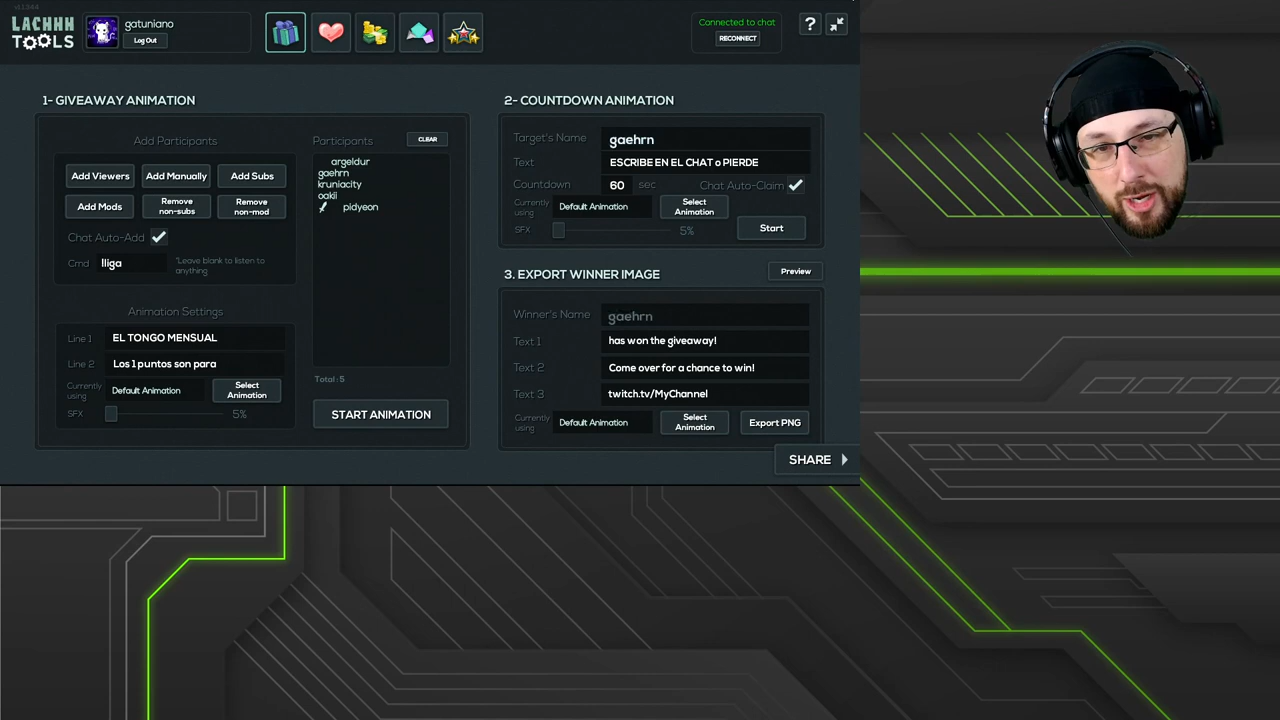 v1.1.544
LACHHH
TOOLS
gatuniano
Log Out
Connected to chat
RECONNECT
?
1- GIVEAWAY ANIMATION
Add Participants
Add Viewers
Add Manually
Add Subs
Add Mods
Remove
non-subs
Remove
non-mod
Chat Auto-Add
Cmd
!liga
*Leave blank to listen to
anything
Animation Settings
Line 1
EL TONGO MENSUAL
Line 2
Los 1 puntos son para
Currently
using
Default Animation
Select
Animation
SFX
5%
Participants
CLEAR
argeldur
gaehrn
kruniacity
oakii
pidyeon
Total : 5
START ANIMATION
2- COUNTDOWN ANIMATION
Target's Name
gaehrn
Text
ESCRIBE EN EL CHAT o PIERDE
Countdown
60
sec
Chat Auto-Claim
Currently
using
Default Animation
Select
Animation
SFX
5%
Start
3. EXPORT WINNER IMAGE
Preview
Winner's Name
gaehrn
Text 1
has won the giveaway!
Text 2
Come over for a chance to win!
Text 3
twitch.tv/MyChannel
Currently
using
Default Animation
Select
Animation
Export PNG
SHARE